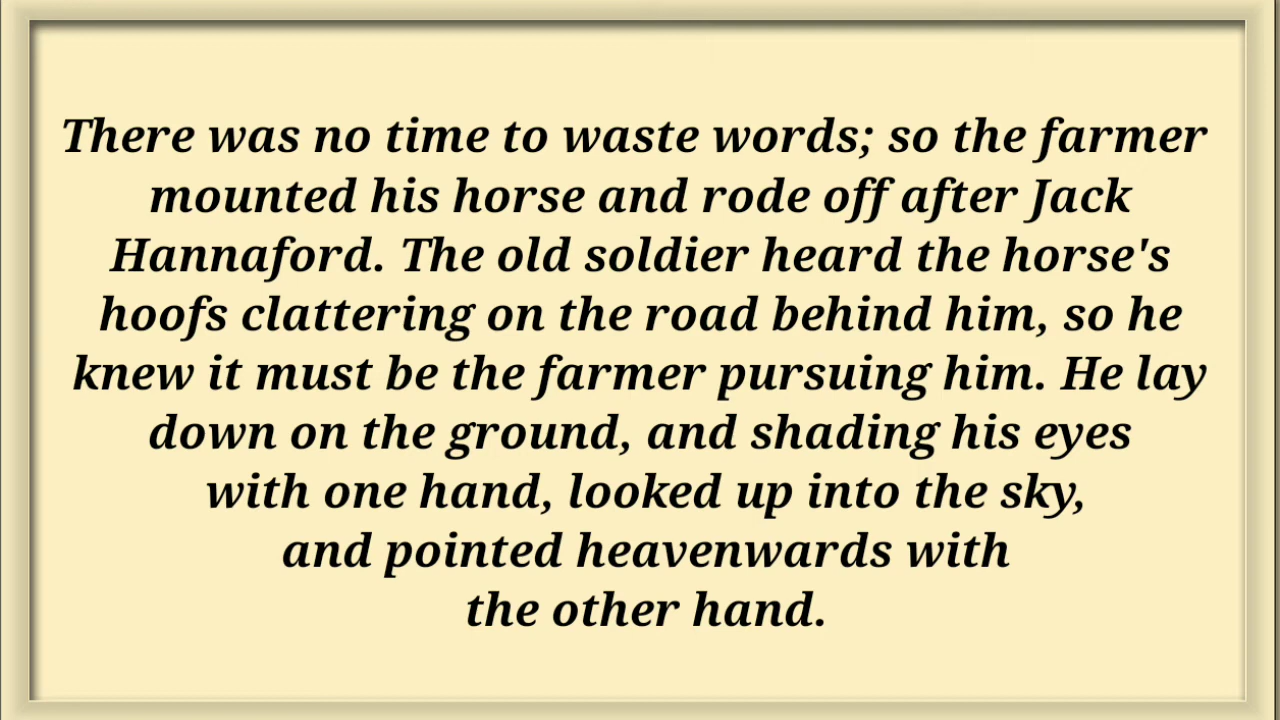 There was no time to waste words; so the farmer
mounted his horse and rode off after Jack
Hannaford. The old soldier heard the horse's
hoofs clattering on the road behind him, so he
knew it must be the farmer pursuing him. He lay
down on the ground, and shading his eyes
with one hand, looked up into the sky,
and pointed heavenwards with
the other hand.